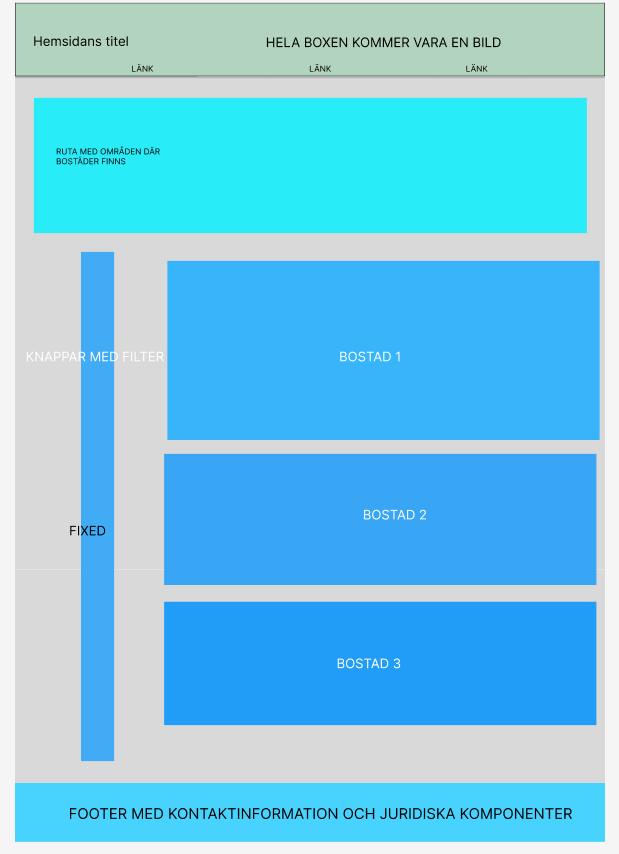 Hemsidans titel
HELA BOXEN KOMMER VARA EN BILD
LÄNK
LÄNK
LÄNK
RUTA MED OMRÅDEN DÄR
BOSTÄDER FINNS
KNAPPAR MED FILTER
BOSTAD 1
BOSTAD 2
FIXED
BOSTAD 3
FOOTER MED KONTAKTINFORMATION OCH JURIDISKA KOMPONENTER